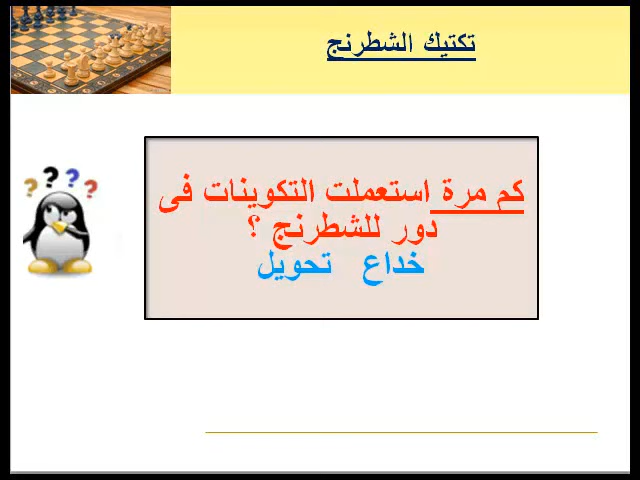 تكتيك الشطرنج
? ? ? ?
كم مرة استعملت التكوينات فى
دور للشطرنج ؟
خداع تحويل